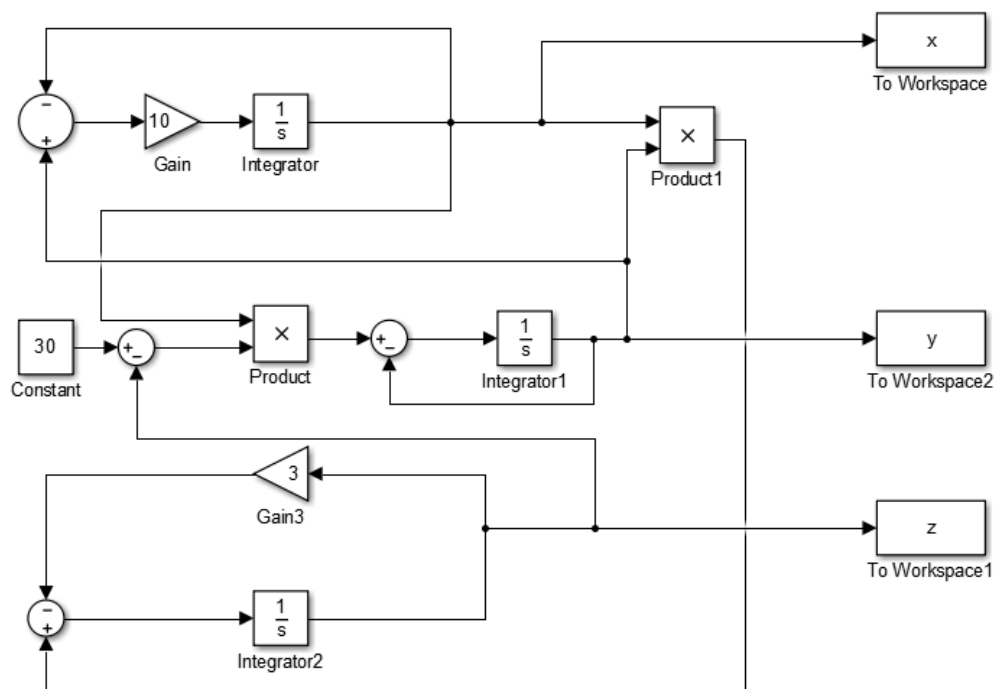 x
To Workspace
−
+
10
Gain
1
s
Integrator
×
Product1
30
Constant
+
−
×
Product
+
−
1
s
Integrator1
y
To Workspace2
3
Gain3
z
To Workspace1
−
+
1
s
Integrator2